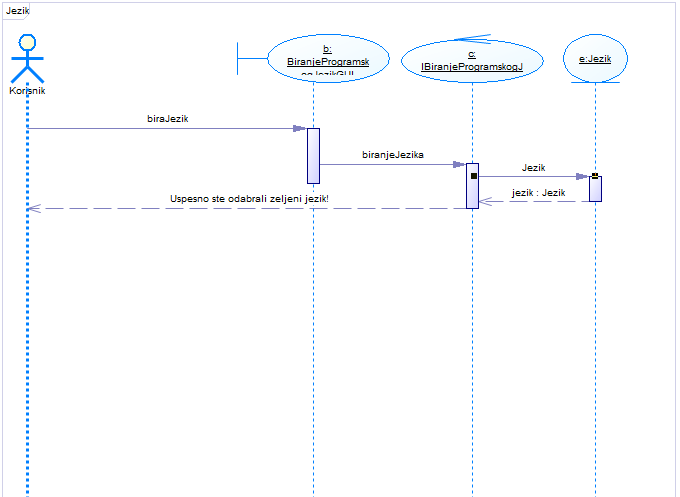 Jezik
b:
BiranjeProgramsk
c:
IBiranjeProgramskogJ
e:Jezik
Korisnik
biraJezik
biranjeJezika
Jezik
jezik : Jezik
Uspesno ste odabrali zeljeni jezik!